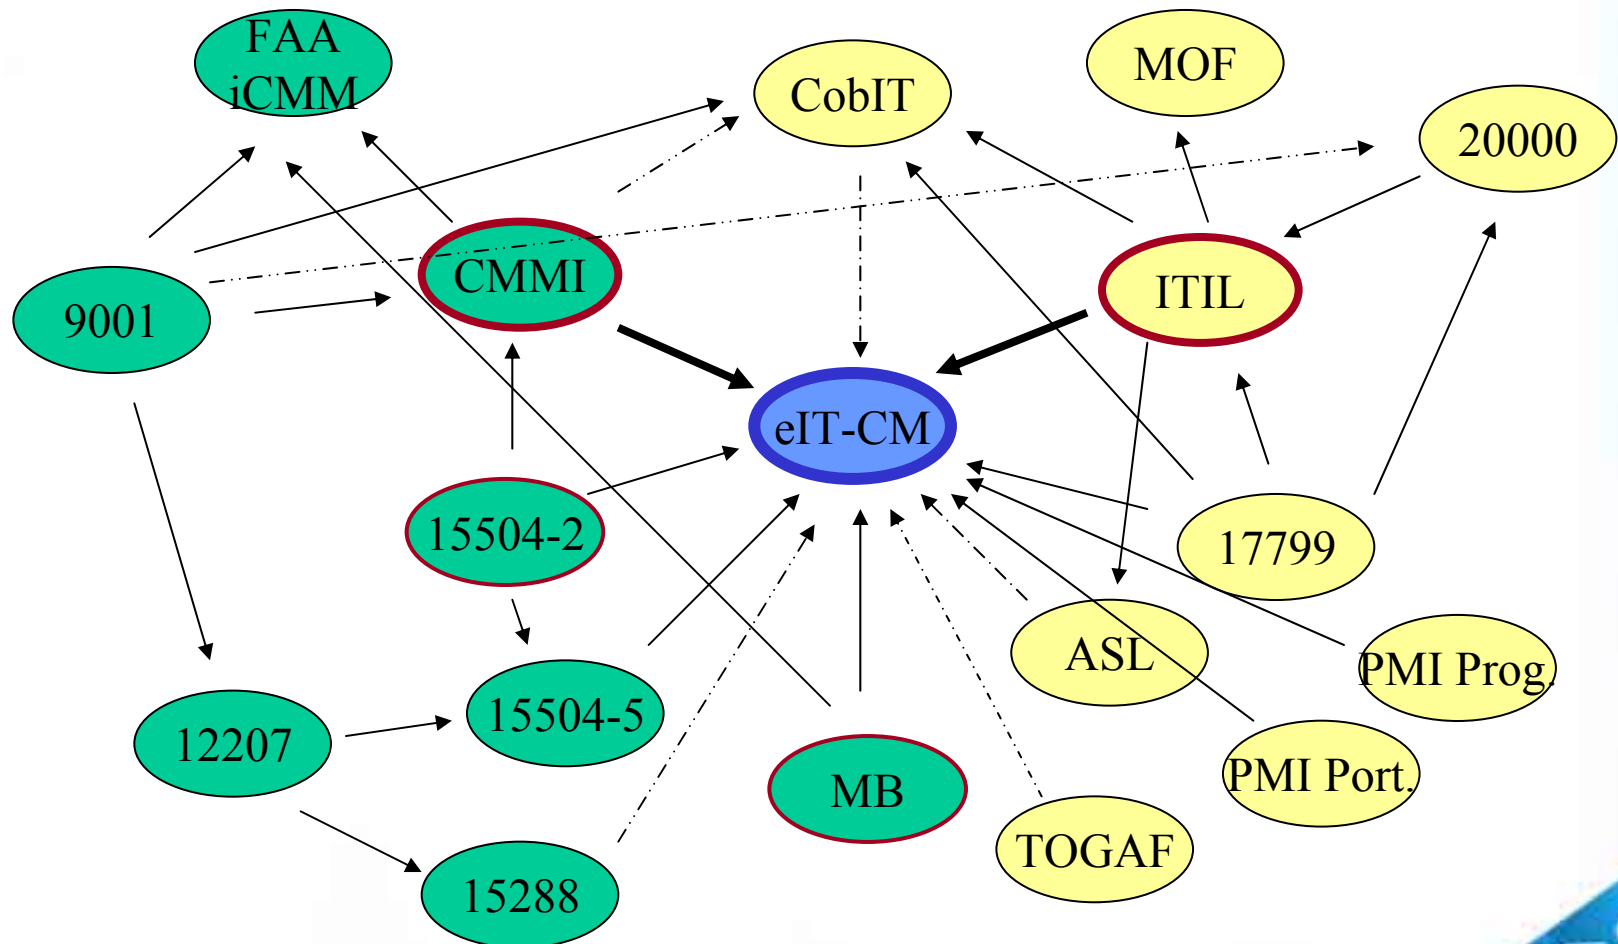 FAA
iCMM
CobIT
MOF
20000
CMMI
ITIL
9001
eIT-CM
15504-2
17799
ASL
PMI Prog.
15504-5
12207
MB
PMI Port.
TOGAF
15288